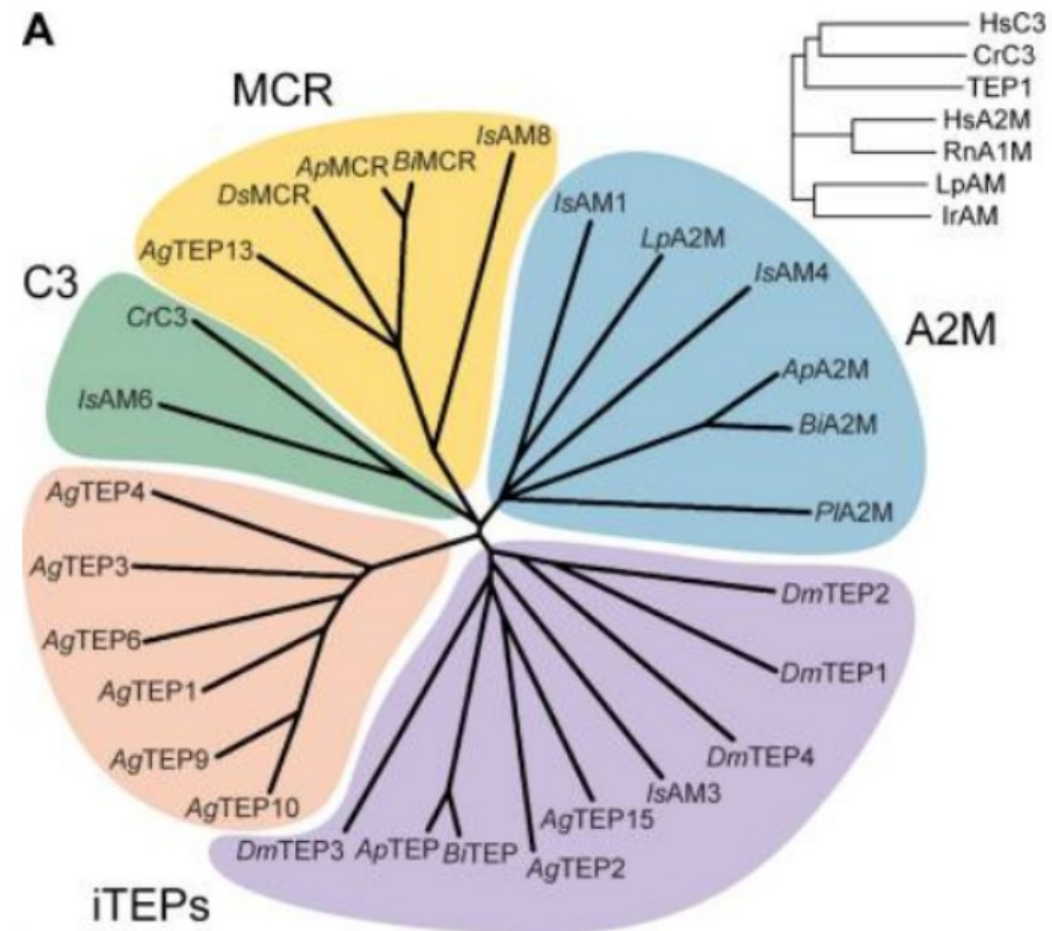 A
HsC3
CrC3
TEP1
HsA2M
RnA1M
LpAM
IrAM
MCR
IsAM8
ApMCR
BiMCR
DsMCR
AgTEP13
C3
CrC3
IsAM6
IsAM1
LpA2M
IsAM4
A2M
ApA2M
BiA2M
PlA2M
AgTEP4
AgTEP3
AgTEP6
AgTEP1
AgTEP9
AgTEP10
DmTEP2
DmTEP1
DmTEP4
IsAM3
AgTEP15
DmTEP3
ApTEP
BiTEP
AgTEP2
iTEPs